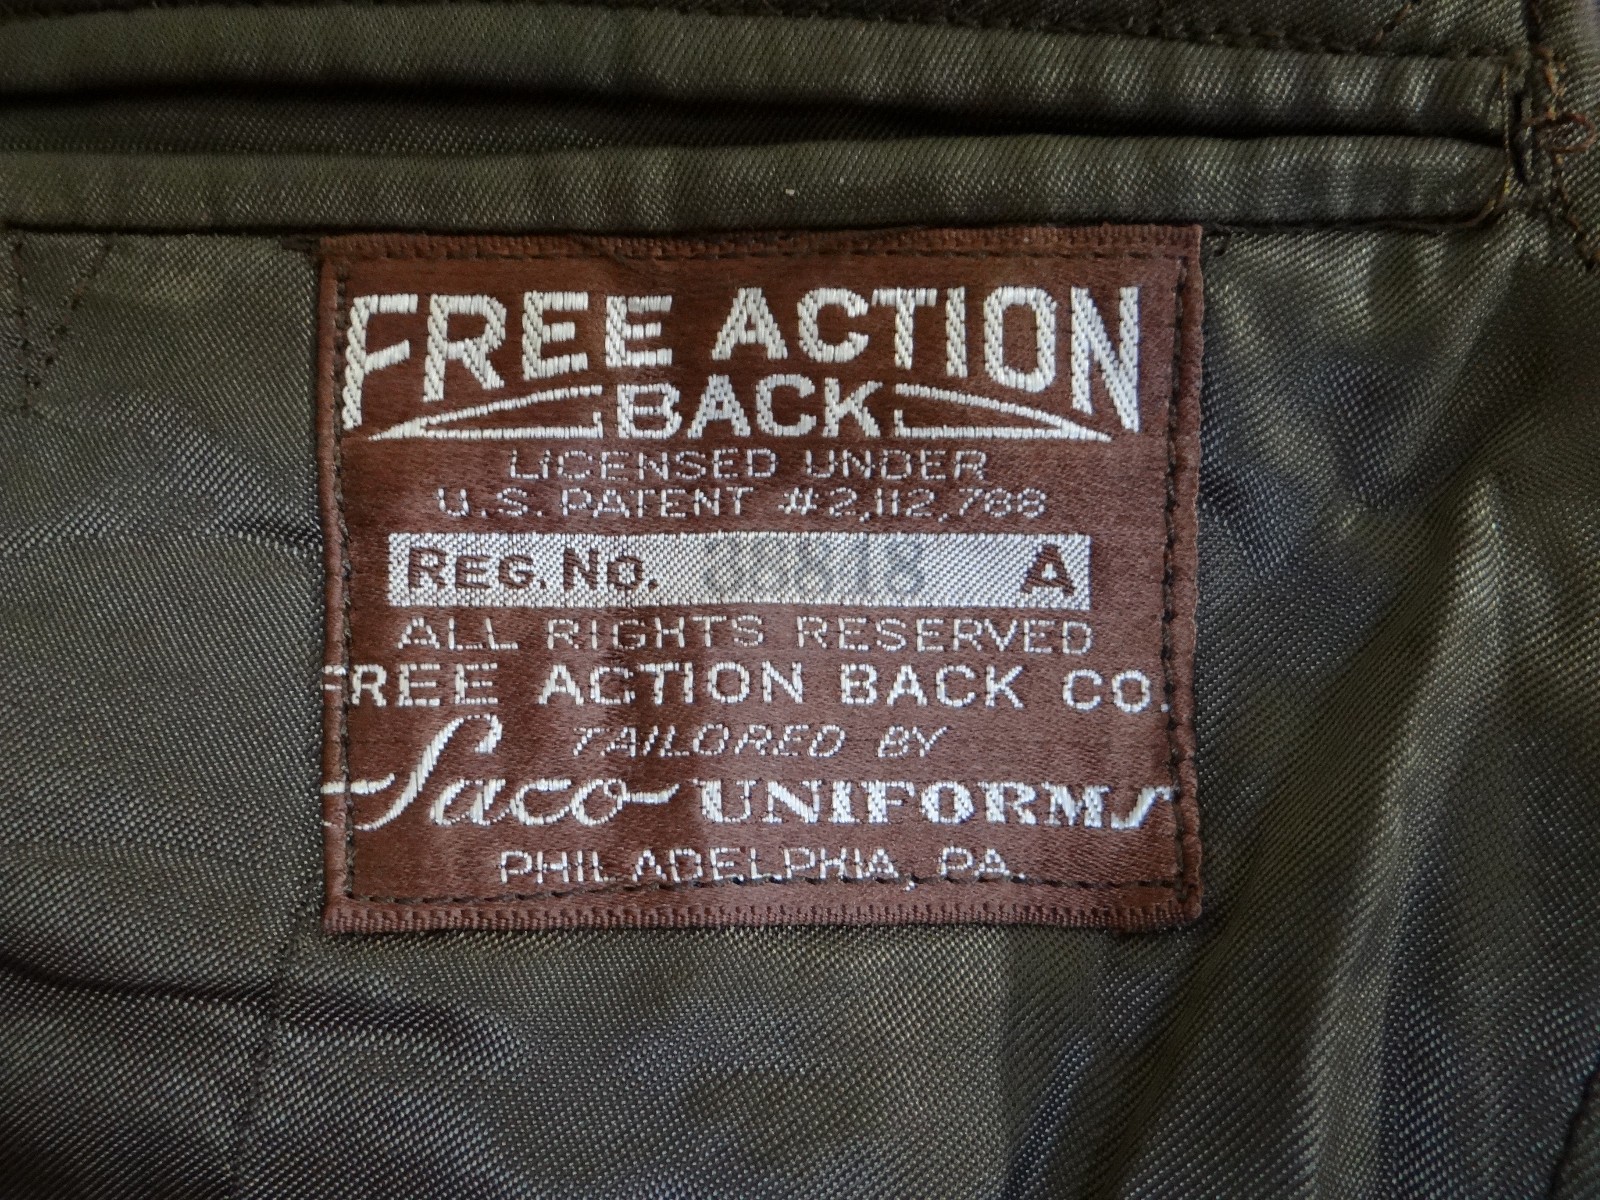 FREE ACTION
BACK
LICENSED UNDER
U.S. PATENT #2,112,788
REG. NO. A
ALL RIGHTS RESERVED
FREE ACTION BACK CO.
TAILORED BY
Saco UNIFORMS
PHILADELPHIA, PA.